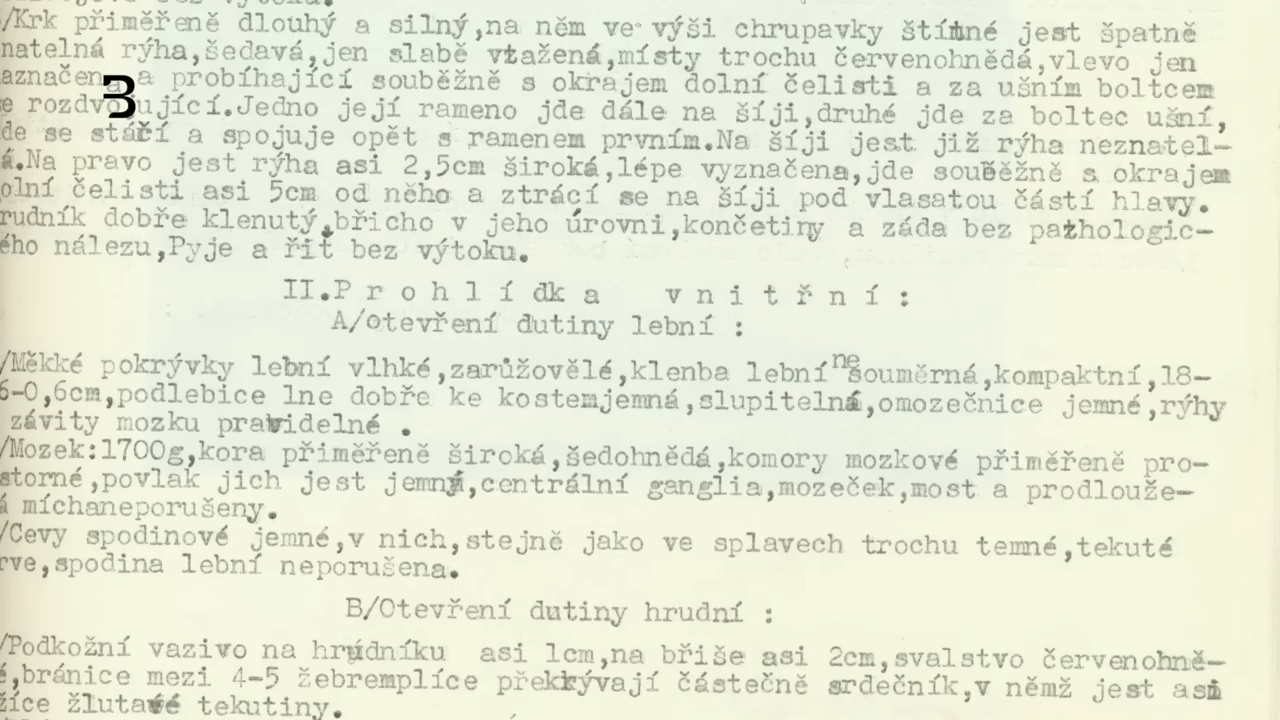 /Krk přiměřeně dlouhý a silný,na něm ve výši chrupavky štítné jest špatně
natelná rýha,šedavá,jen slabě vtažená,místy trochu červenohnědá,vlevo jen
aznačená a probíhající souběžně s okrajem dolní čelisti a za ušním boltcem
3
e rozdvojující.Jedno její rameno jde dále na šíji,druhé jde za boltec ušní,
de se stáčí a spojuje opět s ramenem prvním.Na šíji jest již rýha neznatel-
á.Na pravo jest rýha asi 2,5cm široká,lépe vyznačena,jde souběžně s okrajem
olní čelisti asi 5cm od něho a ztrácí se na šíji pod vlasatou částí hlavy.
rudník dobře klenutý,břicho v jeho úrovni,končetiny a záda bez pathologic-
ého nálezu,Pyje a řiť bez výtoku.
II.P r o h l í dk a v n i t ř n í :
A/otevření dutiny lební :
/Měkké pokrývky lební vlhké,zarůžovělé,klenba lební nesouměrná,kompaktní,18-
6-0,6cm,podlebice lne dobře ke kostemjemná,slupitelná,omozečnice jemné,rýhy
závity mozku pravidelné .
/Mozek:1700g,kora přiměřeně široká,šedohnědá,komory mozkové přiměřeně pro-
storné,povlak jich jest jemný,centrální ganglia,mozeček,most a prodlouže-
á míchaneporušeny.
/Cevy spodinové jemné,v nich,stejně jako ve splavech trochu temné,tekuté
rve,spodina lební neporušena.
B/Otevření dutiny hrudní :
/Podkožní vazivo na hrudníku asi 1cm,na břiše asi 2cm,svalstvo červenohně-
é,bránice mezi 4-5 žebremplíce překrývají částečně srdečník,v němž jest asi
žíce žlutavé tekutiny.